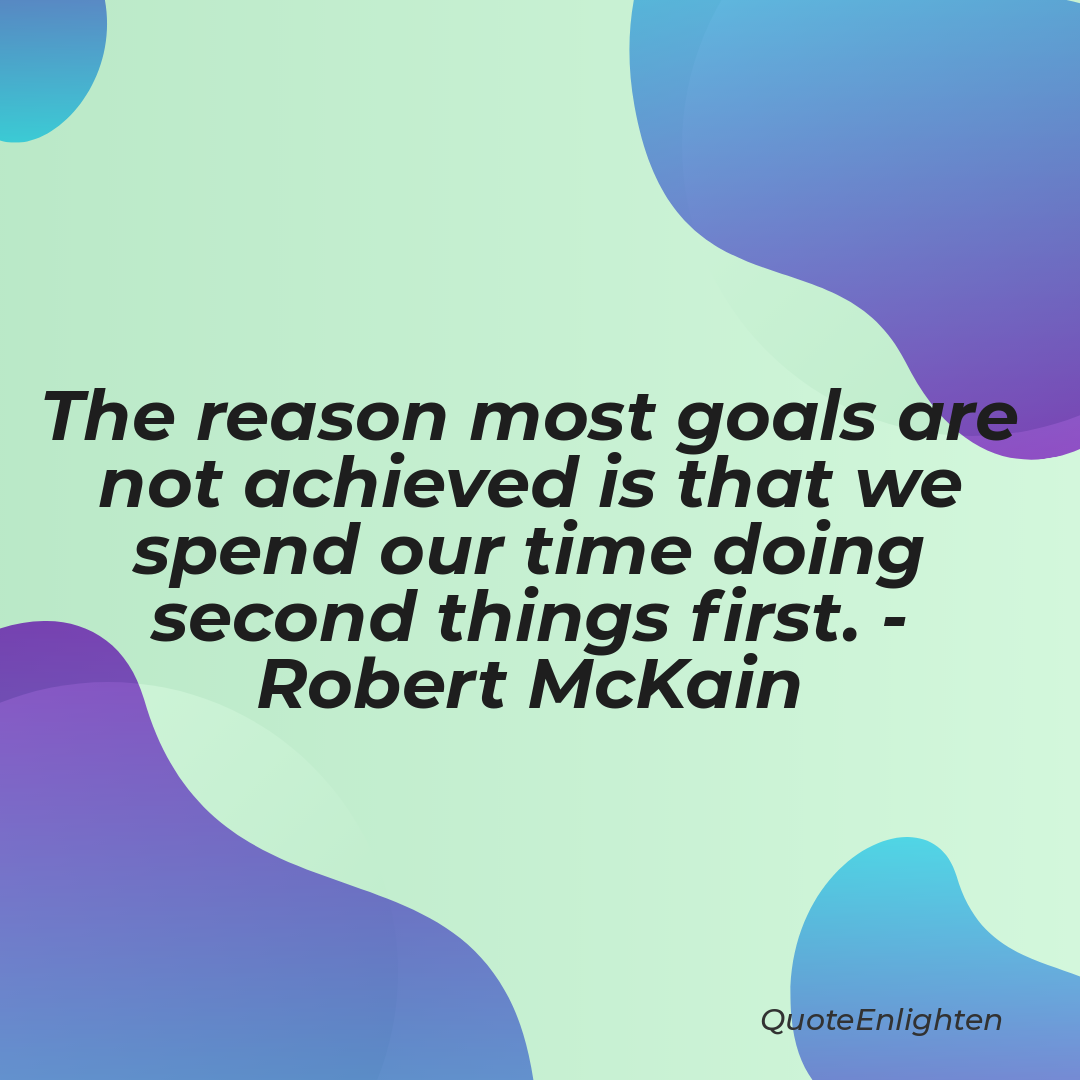 The reason most goals are
not achieved is that we
spend our time doing
second things first. -
Robert McKain
QuoteEnlighten